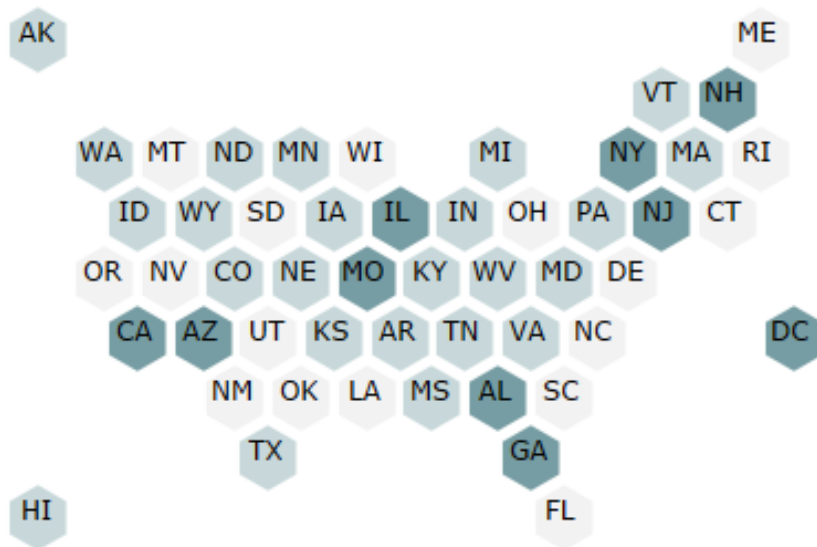 AK ME
VT NH
WA MT ND MN WI MI NY MA RI
ID WY SD IA IL IN OH PA NJ CT
OR NV CO NE MO KY WV MD DE
CA AZ UT KS AR TN VA NC DC
NM OK LA MS AL SC
TX GA
HI FL